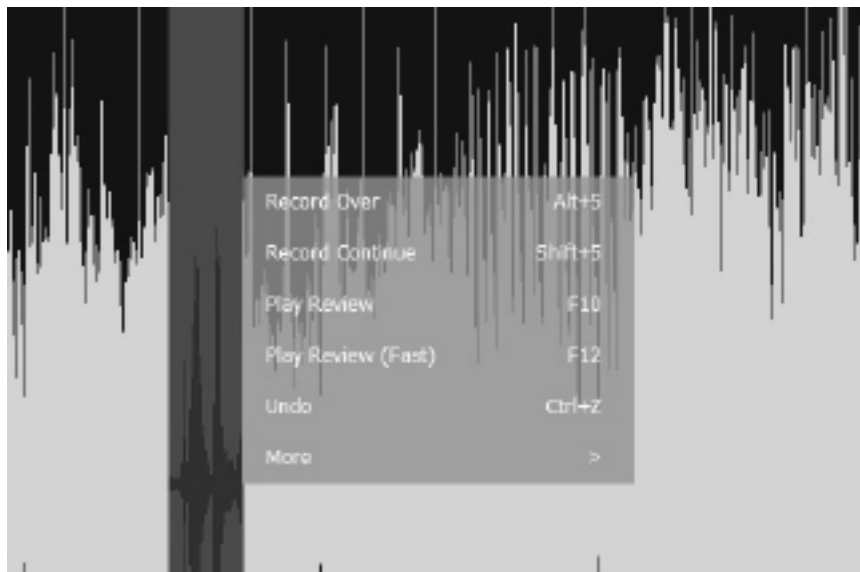 Record Over Alt+5
Record Continue Shift+5
Play Review F10
Play Review (Fast) F12
Undo Ctrl+Z
More >